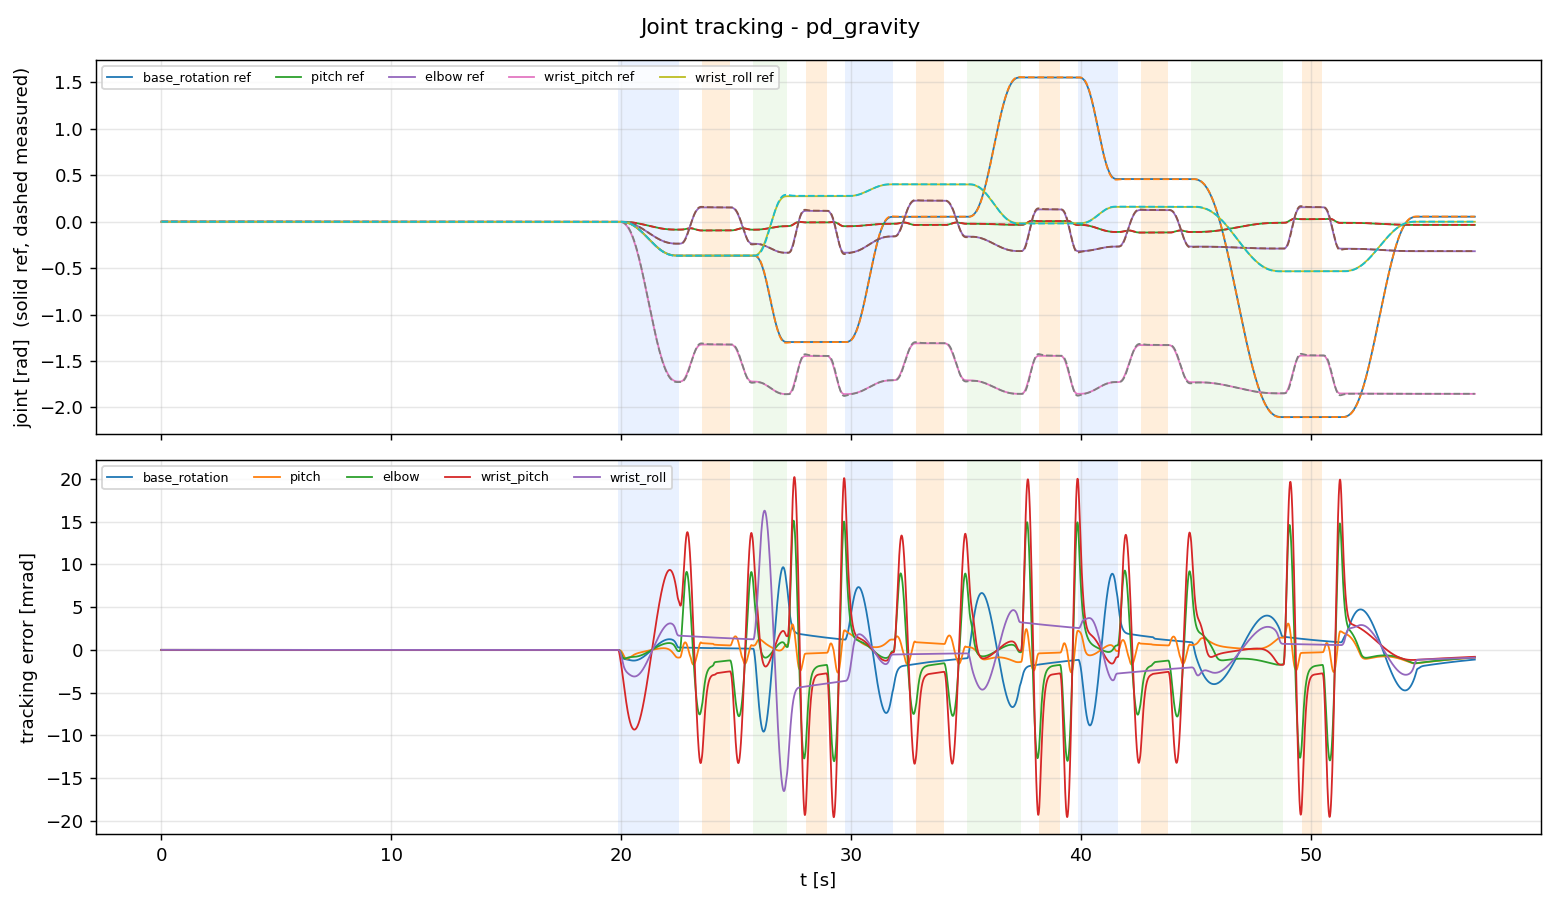 Joint tracking - pd_gravity
joint [rad] (solid ref, dashed measured)
base_rotation ref pitch ref elbow ref wrist_pitch ref wrist_roll ref
1.5
1.0
0.5
0.0
−0.5
−1.0
−1.5
−2.0
tracking error [mrad]
base_rotation pitch elbow wrist_pitch wrist_roll
20
15
10
5
0
−5
−10
−15
−20
0 10 20 30 40 50
t [s]